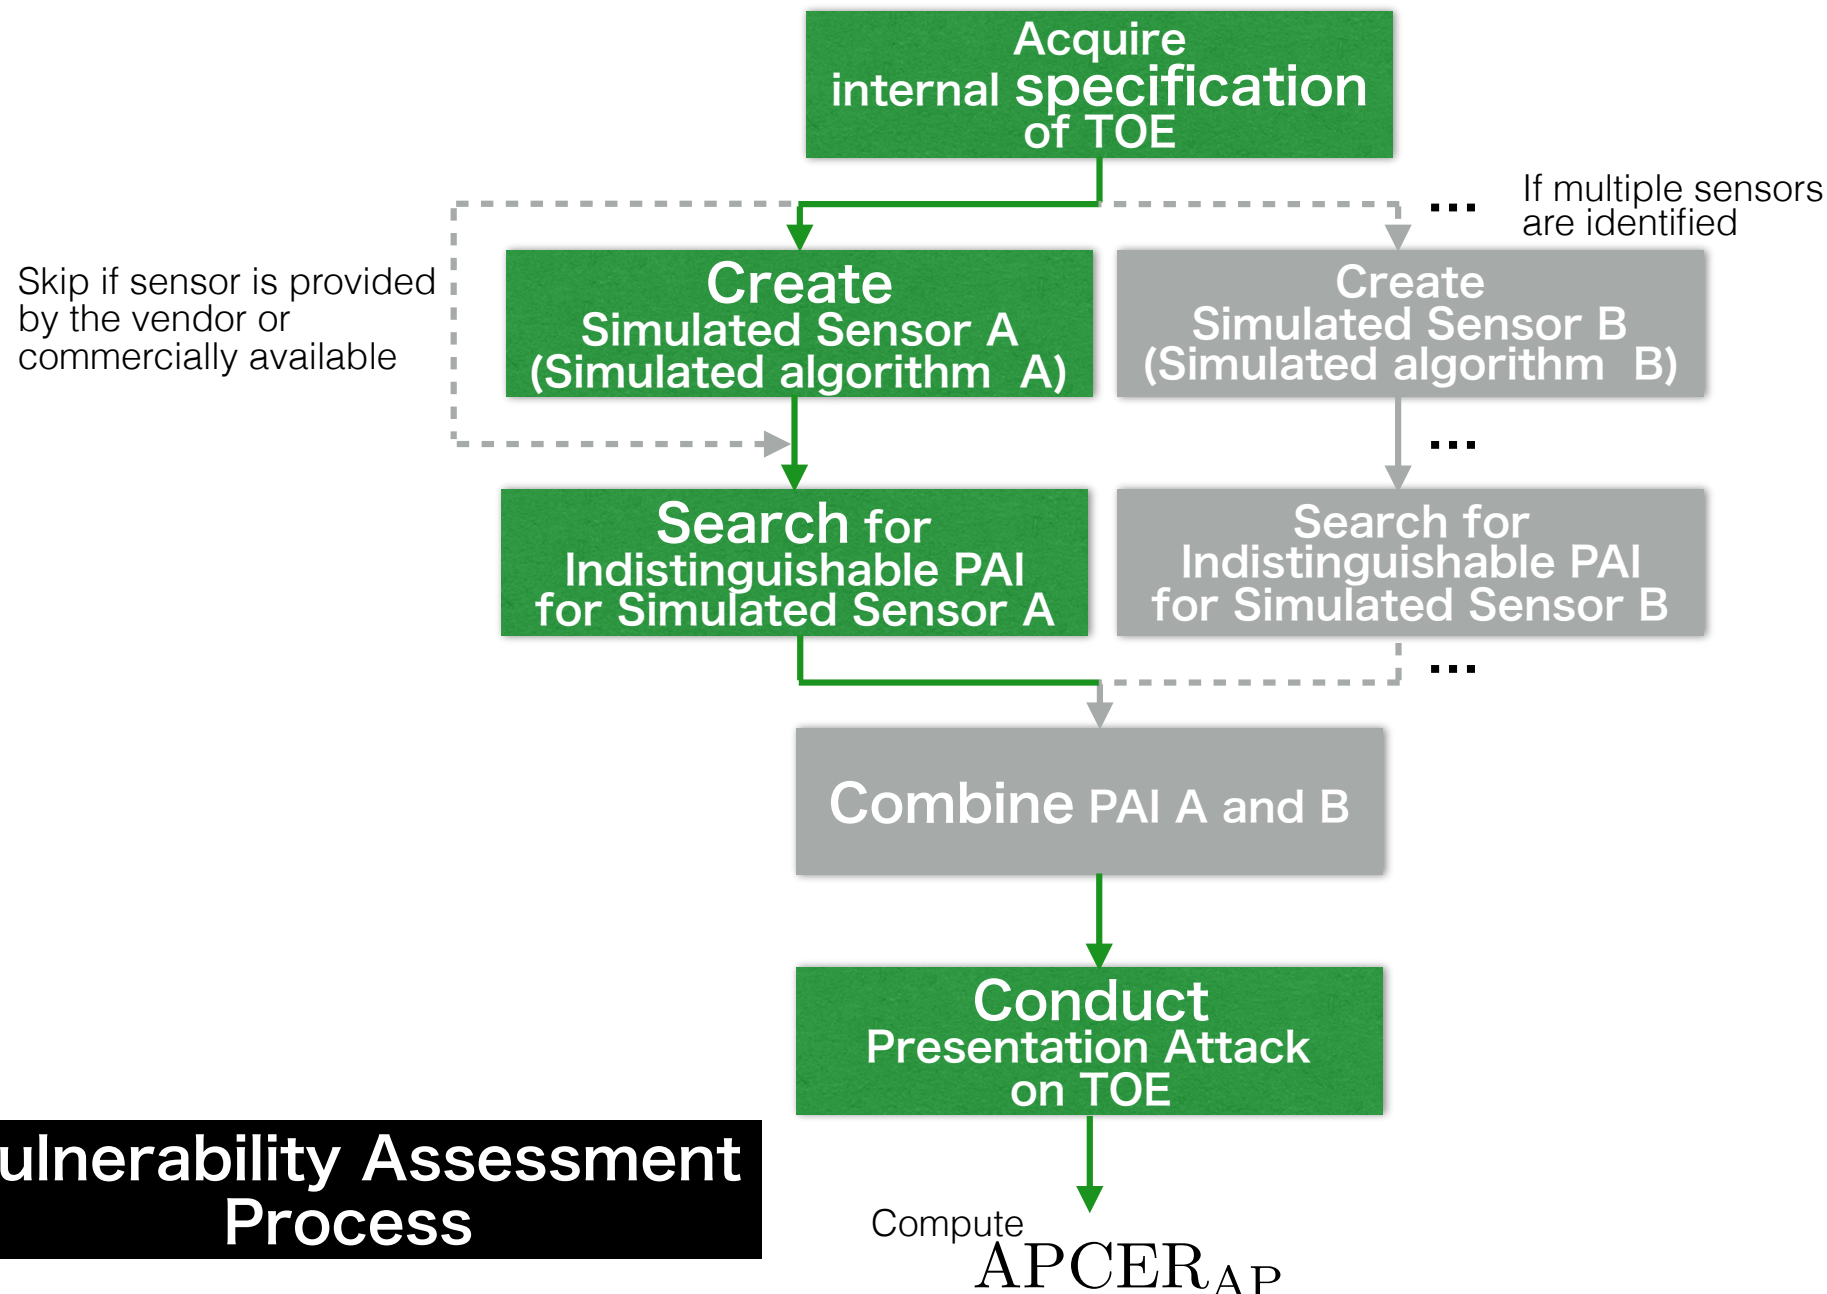 Acquire
internal specification
of TOE
...
If multiple sensors
are identified
Skip if sensor is provided
by the vendor or
commercially available
Create
Simulated Sensor A
(Simulated algorithm A)
Create
Simulated Sensor B
(Simulated algorithm B)
...
Search for
Indistinguishable PAI
for Simulated Sensor A
Search for
Indistinguishable PAI
for Simulated Sensor B
...
Combine PAI A and B
Conduct
Presentation Attack
on TOE
ulnerability Assessment
Process
Compute
APCER_AP